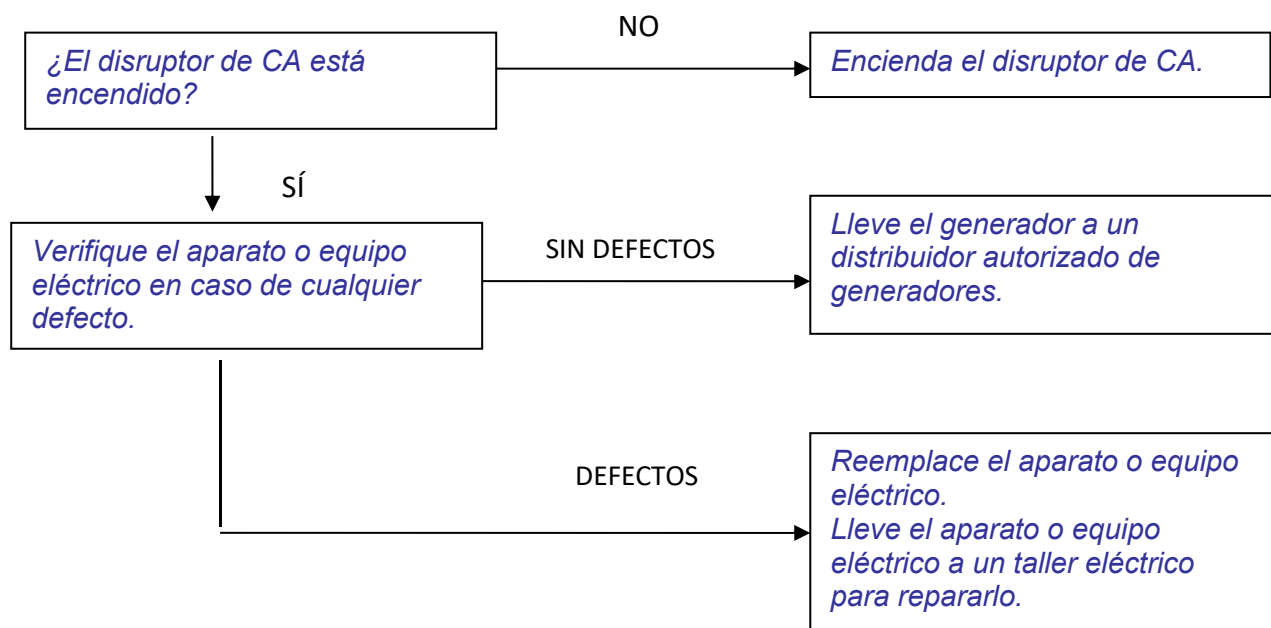 NO
¿El disruptor de CA está
encendido?
Encienda el disruptor de CA.
SÍ
Verifique el aparato o equipo
eléctrico en caso de cualquier
defecto.
SIN DEFECTOS
Lleve el generador a un
distribuidor autorizado de
generadores.
DEFECTOS
Reemplace el aparato o equipo
eléctrico.
Lleve el aparato o equipo
eléctrico a un taller eléctrico
para repararlo.